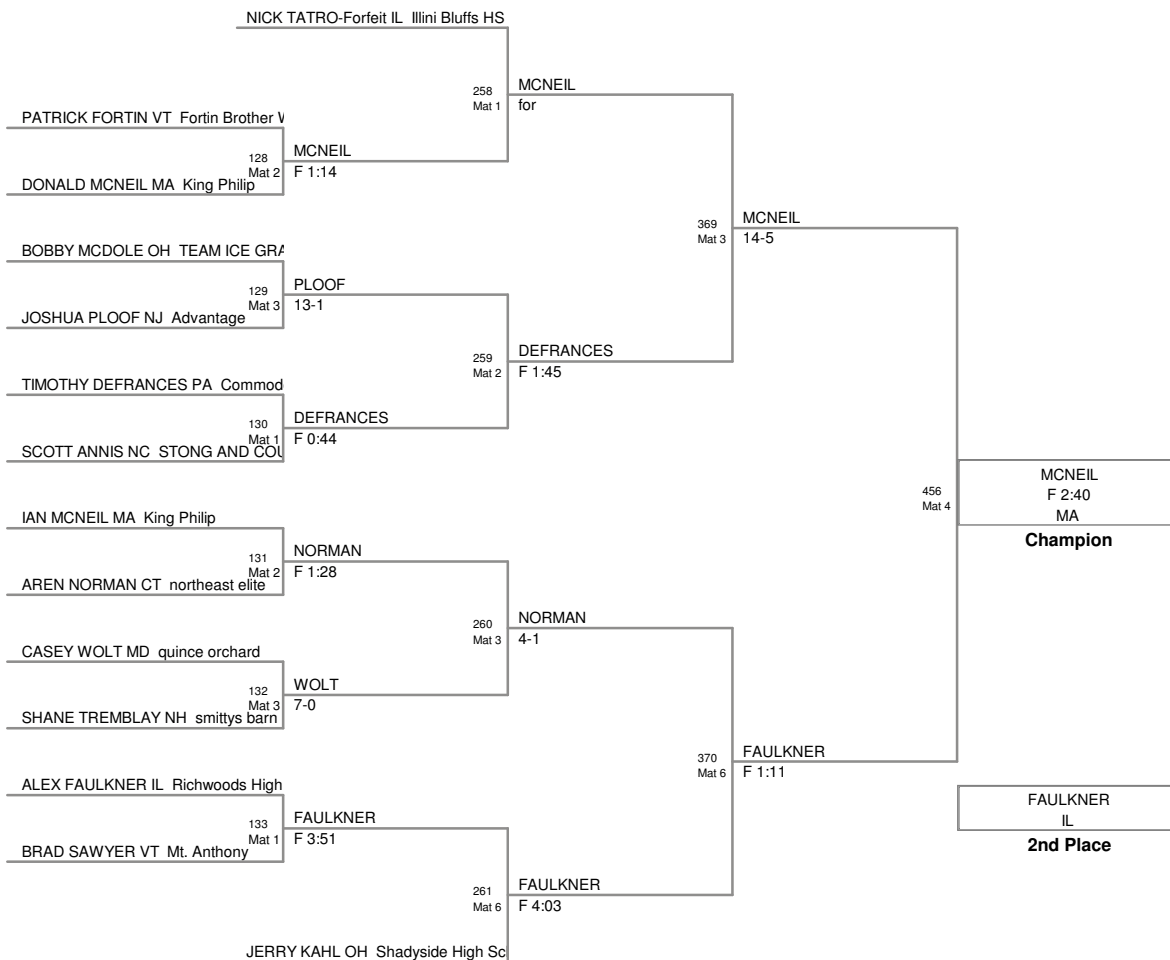 NICK TATRO-Forfeit IL Illini Bluffs HS
258 MCNEIL
Mat 1 for
PATRICK FORTIN VT Fortin Brother
128 MCNEIL
Mat 2 F 1:14
DONALD MCNEIL MA King Philip
369 MCNEIL
Mat 3 14-5
BOBBY MCDOLE OH TEAM ICE GRA
129 PLOOF
Mat 3 13-1
JOSHUA PLOOF NJ Advantage
259 DEFRANCES
Mat 2 F 1:45
TIMOTHY DEFRANCES PA Commod
130 DEFRANCES
Mat 1 F 0:44
SCOTT ANNIS NC STONG AND COU
456 MCNEIL
Mat 4 F 2:40
MA
Champion
IAN MCNEIL MA King Philip
131 NORMAN
Mat 2 F 1:28
AREN NORMAN CT northeast elite
260 NORMAN
Mat 3 4-1
CASEY WOLT MD quince orchard
132 WOLT
Mat 3 7-0
SHANE TREMBLAY NH smittys barn
370 FAULKNER
Mat 6 F 1:11
ALEX FAULKNER IL Richwoods High
133 FAULKNER
Mat 1 F 3:51
BRAD SAWYER VT Mt. Anthony
FAULKNER
IL
2nd Place
261 FAULKNER
Mat 6 F 4:03
JERRY KAHL OH Shadyside High Sc